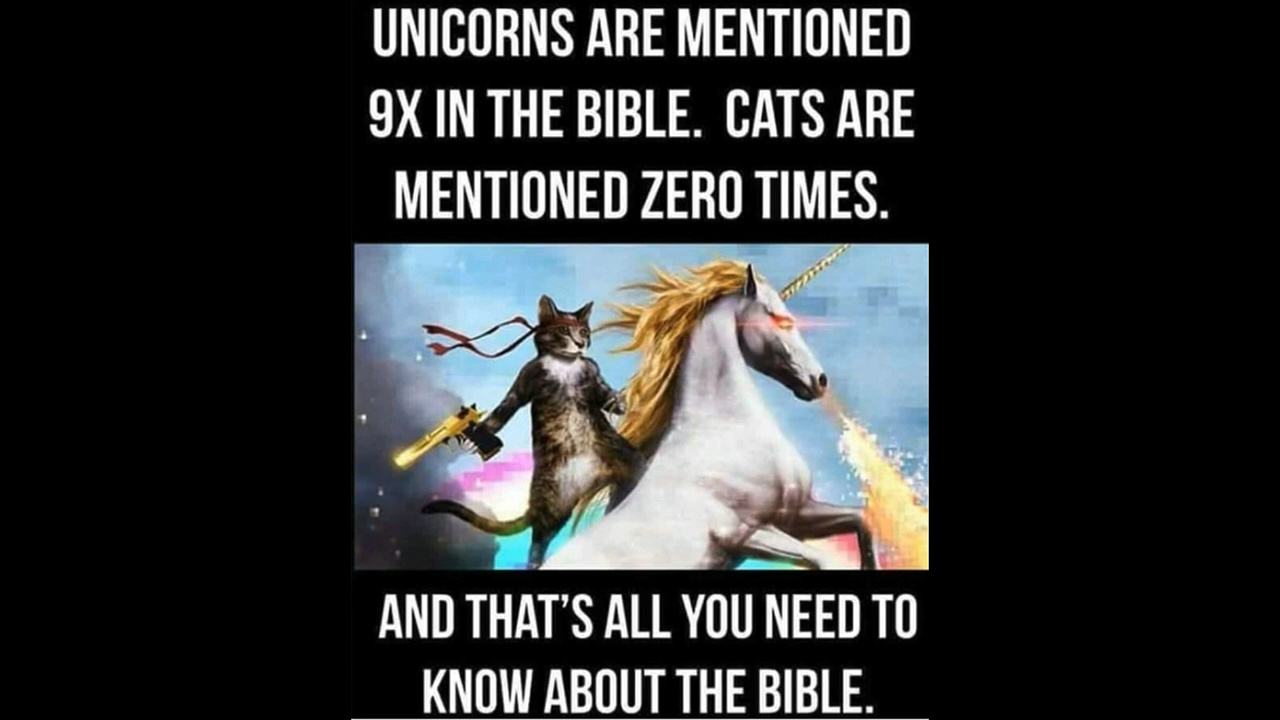 UNICORNS ARE MENTIONED
9X IN THE BIBLE. CATS ARE
MENTIONED ZERO TIMES.
AND THAT'S ALL YOU NEED TO
KNOW ABOUT THE BIBLE.